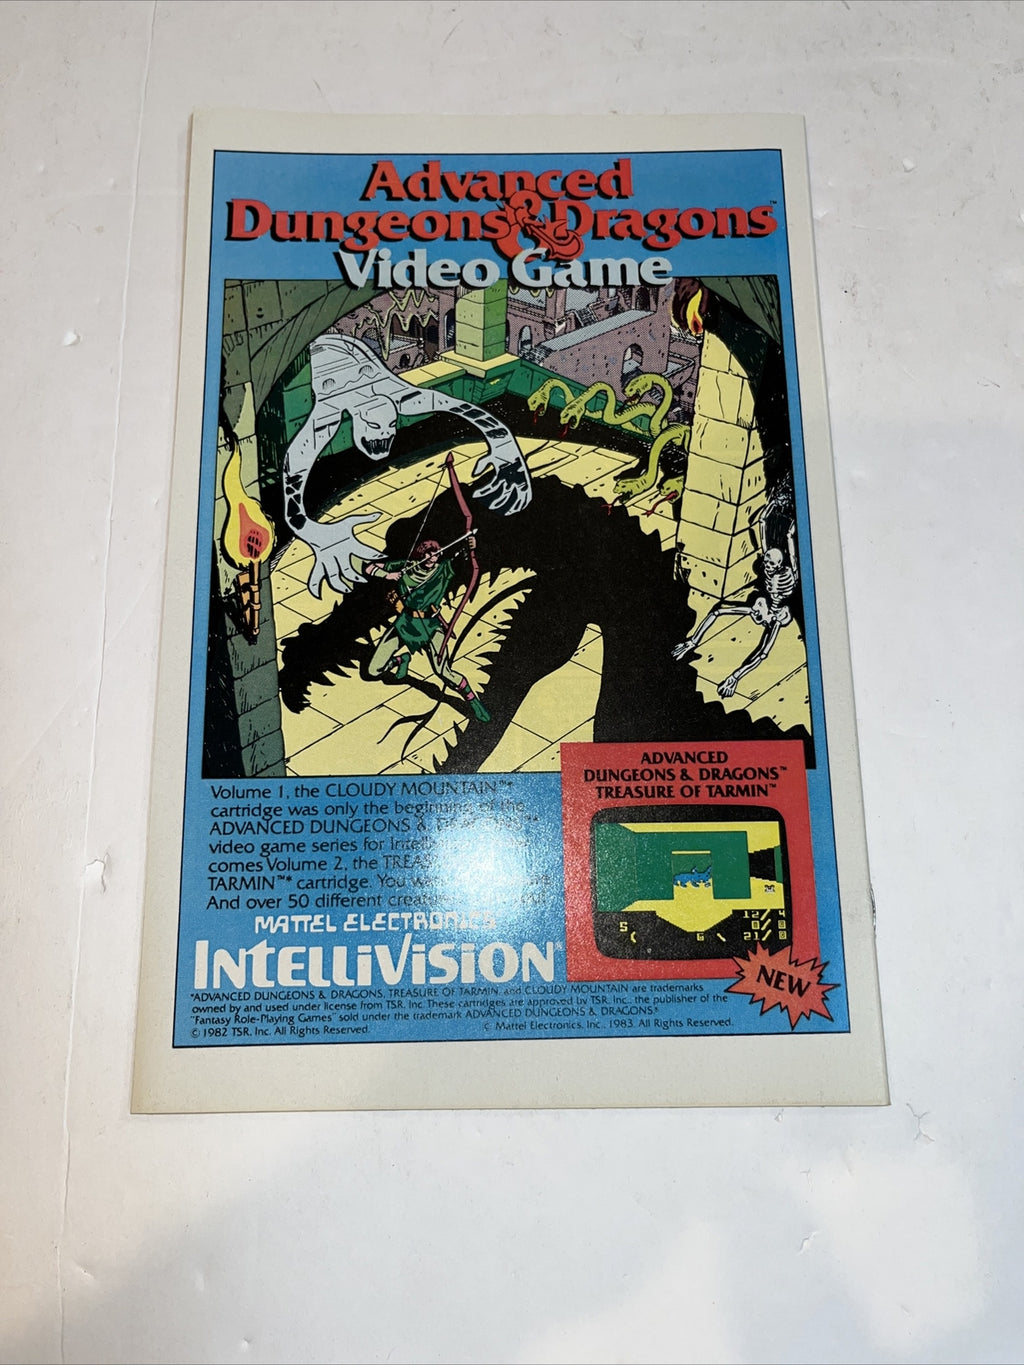 Advanced
Dungeons & Dragons™
Video Game
ADVANCED
DUNGEONS & DRAGONS™
TREASURE OF TARMIN™
Volume 1, the CLOUDY MOUNTAIN™*
cartridge was only the beginning of the
ADVANCED DUNGEONS &
video game series for
comes Volume 2, the
TARMIN™* cartridge. You
And over 50 different
MATTEL ELECTRONICS
INTELLIVISION
NEW
*ADVANCED DUNGEONS & DRAGONS, TREASURE OF TARMIN, and CLOUDY MOUNTAIN are trademarks
owned by and used under license from TSR, Inc. These cartridges are approved by TSR, Inc., the publisher of the
"Fantasy Role-Playing Games" sold under the trademark ADVANCED DUNGEONS & DRAGONS.
© 1982 TSR, Inc. All Rights Reserved.
© Mattel Electronics, Inc., 1983. All Rights Reserved.